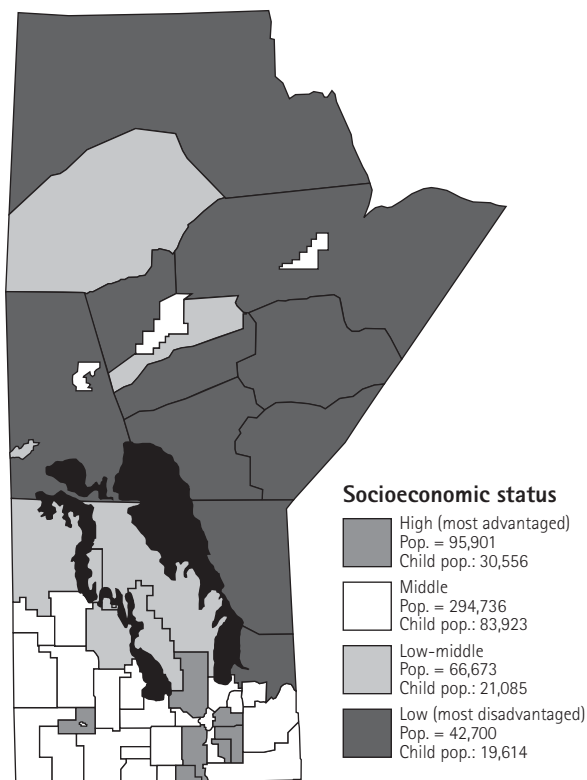 Socioeconomic status
High (most advantaged)
Pop. = 95,901
Child pop.: 30,556
Middle
Pop. = 294,736
Child pop.: 83,923
Low-middle
Pop. = 66,673
Child pop.: 21,085
Low (most disadvantaged)
Pop. = 42,700
Child pop.: 19,614